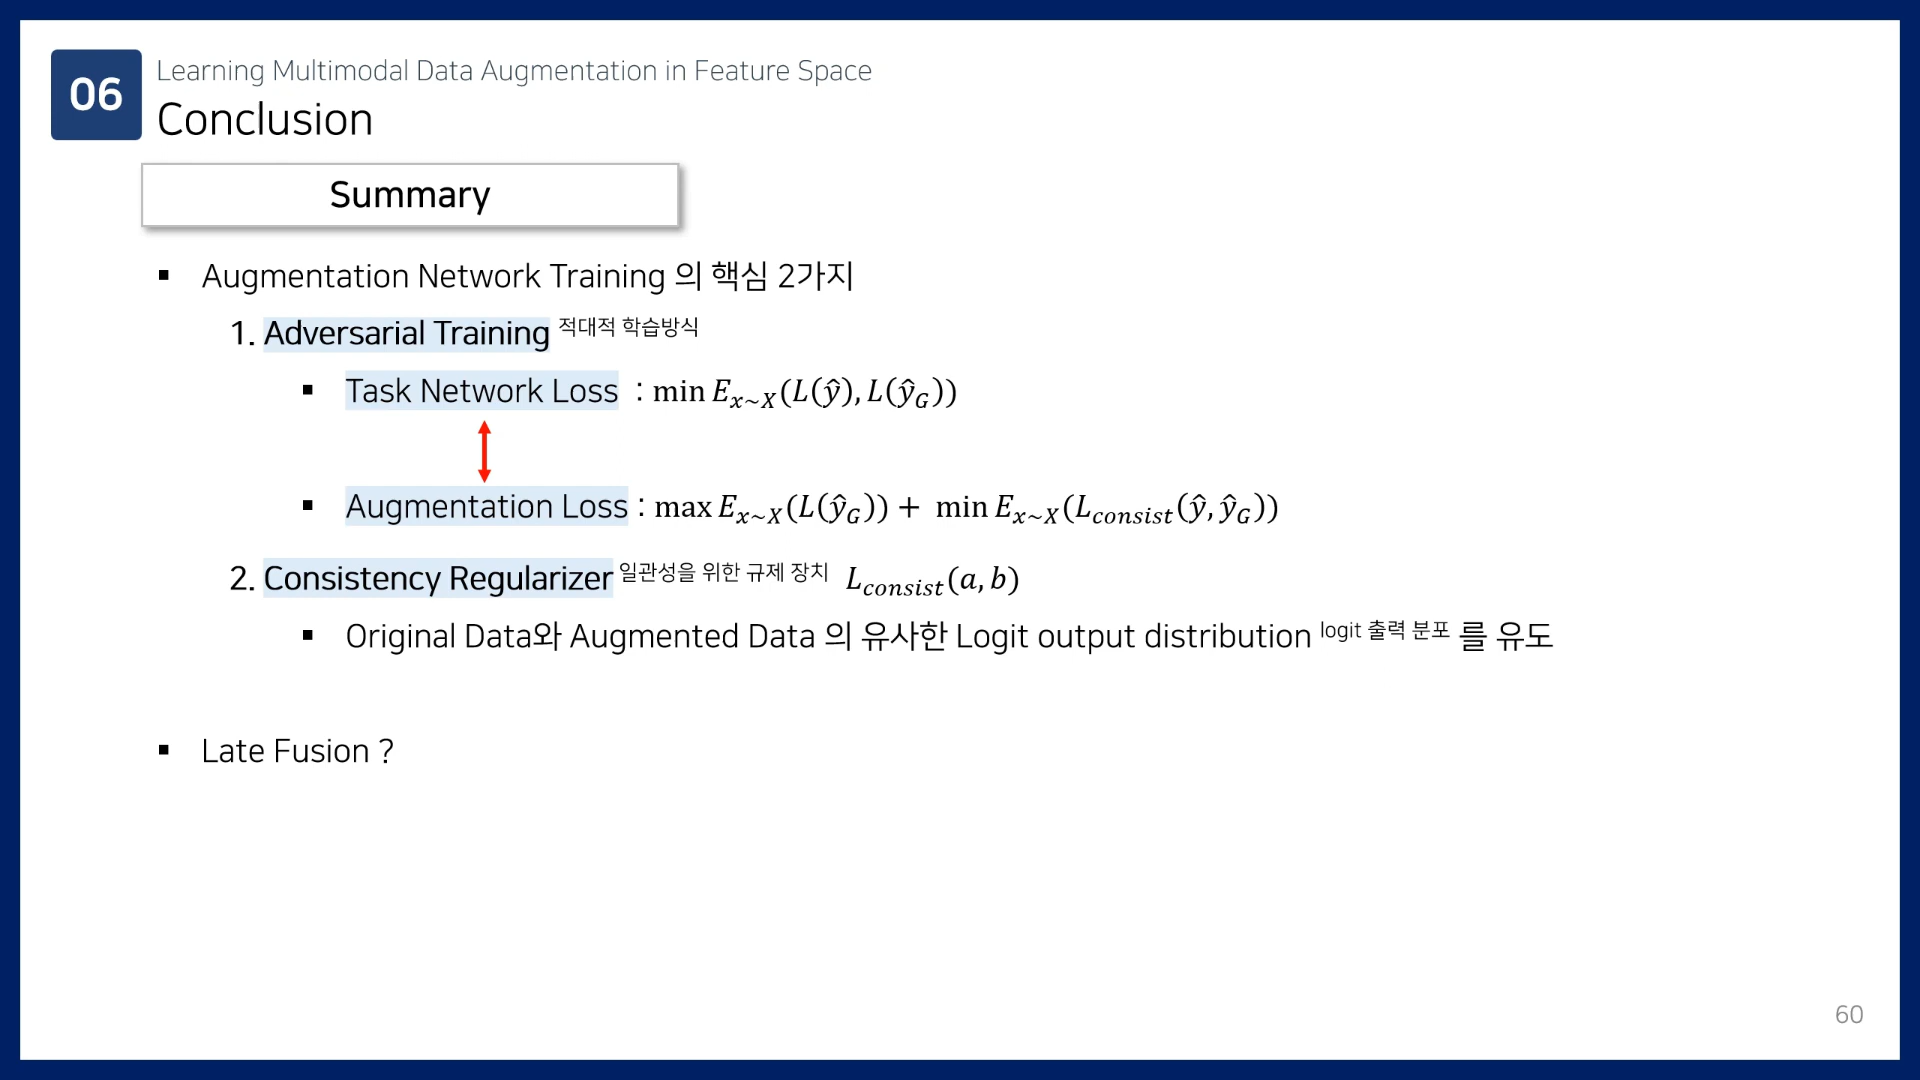 06
Learning Multimodal Data Augmentation in Feature Space
Conclusion
Summary
▪ Augmentation Network Training 의 핵심 2가지
1. Adversarial Training 적대적 학습방식
▪ Task Network Loss : min E_{x~X}(L(ŷ), L(ŷ_G))
▪ Augmentation Loss : max E_{x~X}(L(ŷ_G)) + min E_{x~X}(L_{consist}(ŷ, ŷ_G))
2. Consistency Regularizer 일관성을 위한 규제 장치 L_{consist}(a, b)
▪ Original Data와 Augmented Data 의 유사한 Logit output distribution logit 출력 분포 를 유도
▪ Late Fusion ?
60